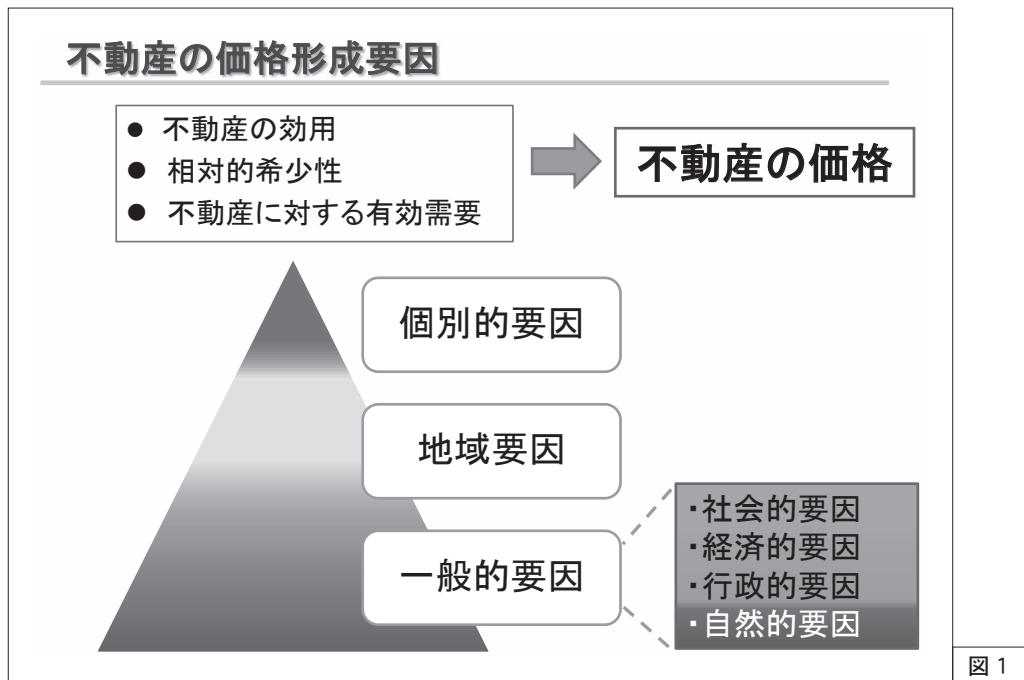 不動産の価格形成要因
● 不動産の効用
● 相対的希少性
● 不動産に対する有効需要
不動産の価格
個別的要因
地域要因
一般的要因
・社会的要因
・経済的要因
・行政的要因
・自然的要因
図 1